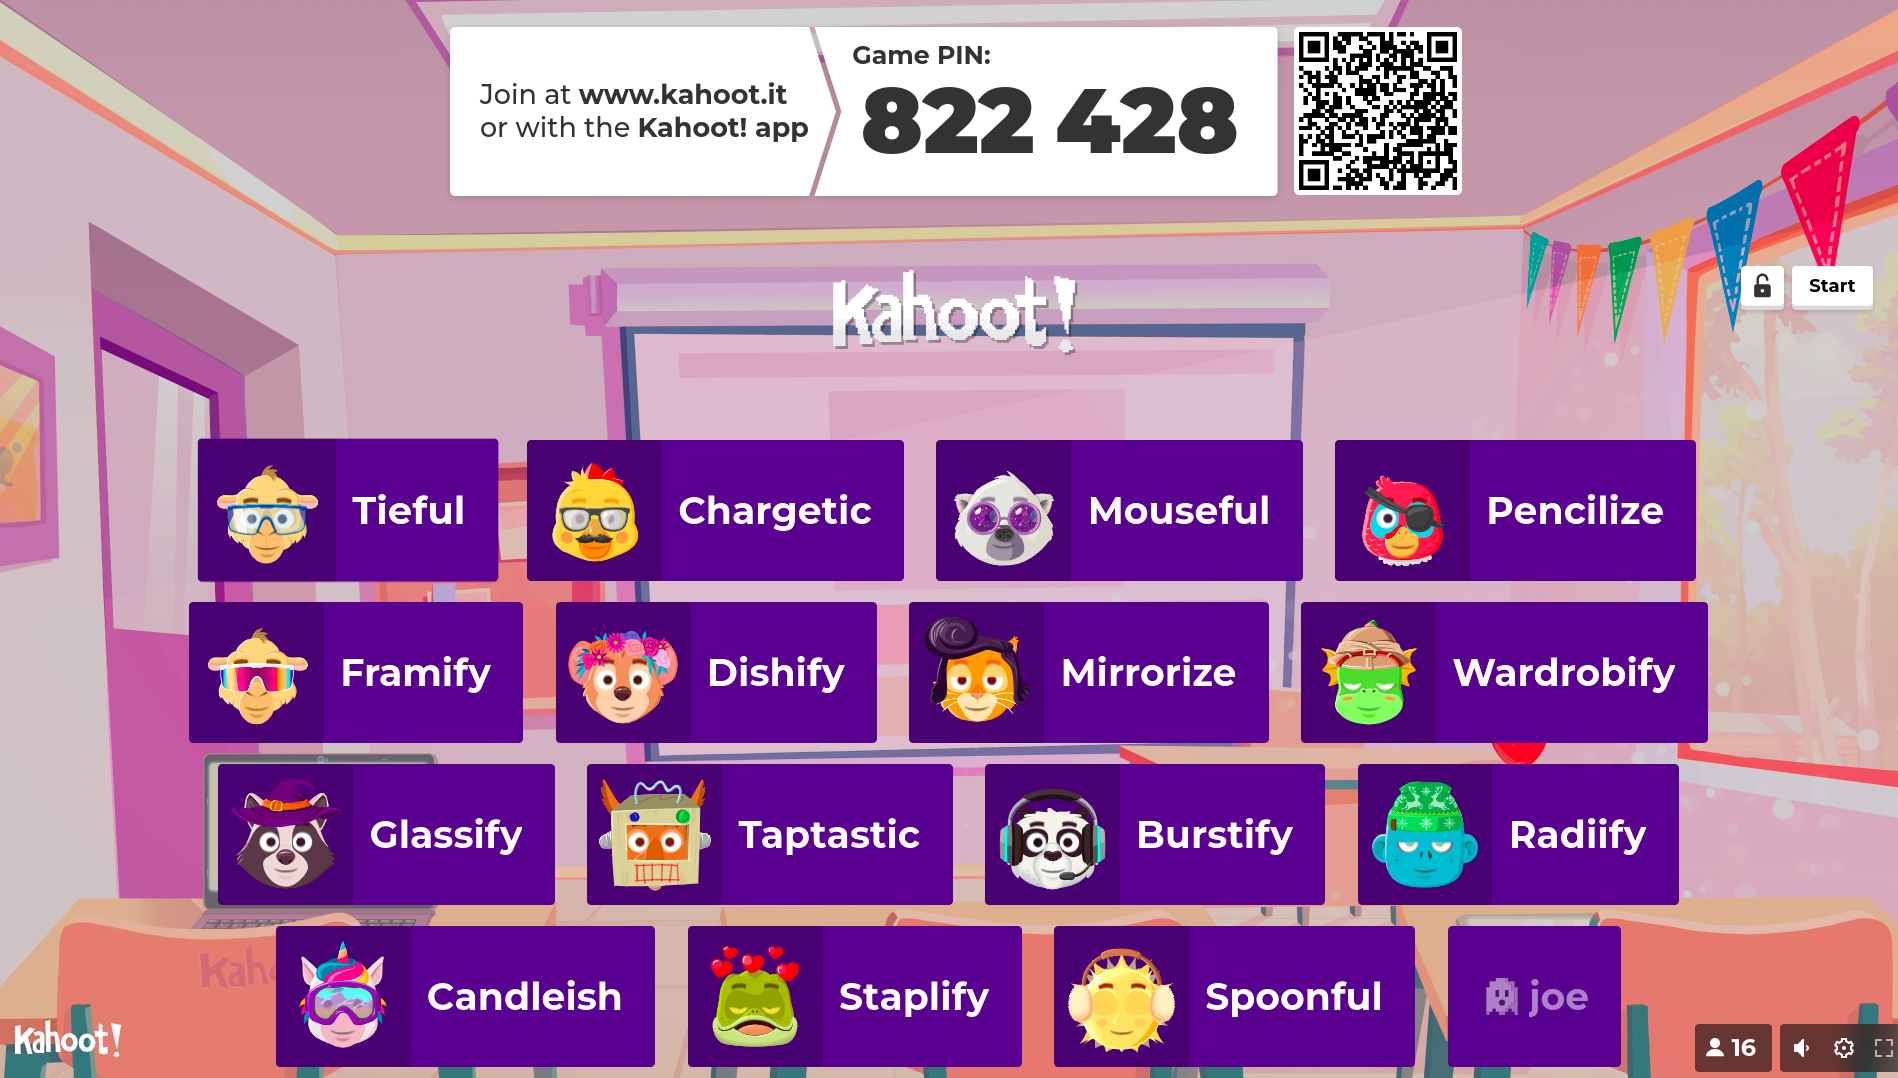 Join at www.kahoot.it
or with the Kahoot! app
Game PIN:
822 428
Kahoot!
Start
Tieful
Chargetic
Mouseful
Pencilize
Framify
Dishify
Mirrorize
Wardrobify
Glassify
Taptastic
Burstify
Radiify
Kaho
Candleish
Staplify
Spoonful
joe
Kahoot!
16